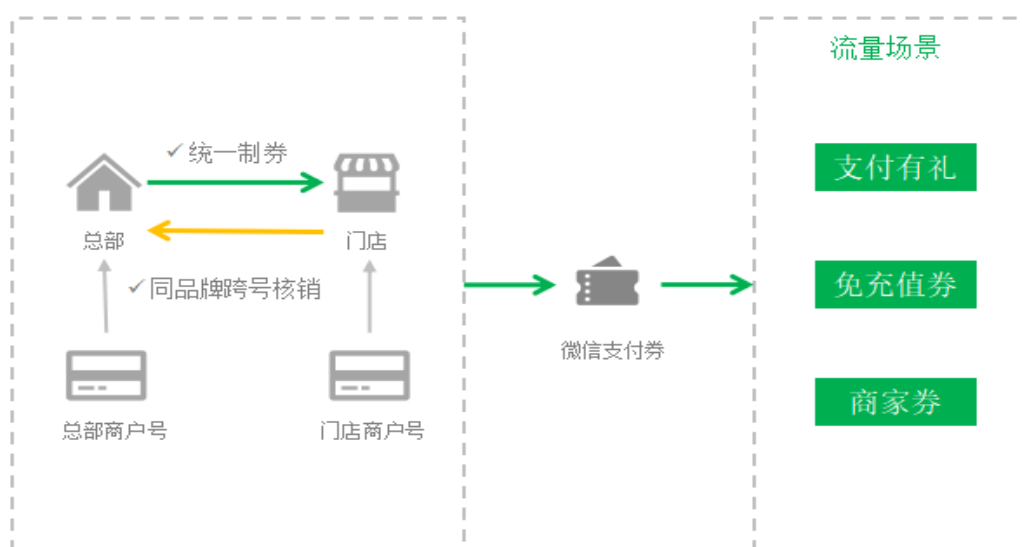 流量场景
统一制券
支付有礼
总部
门店
同品牌跨号核销
免充值券
微信支付券
商家券
总部商户号
门店商户号